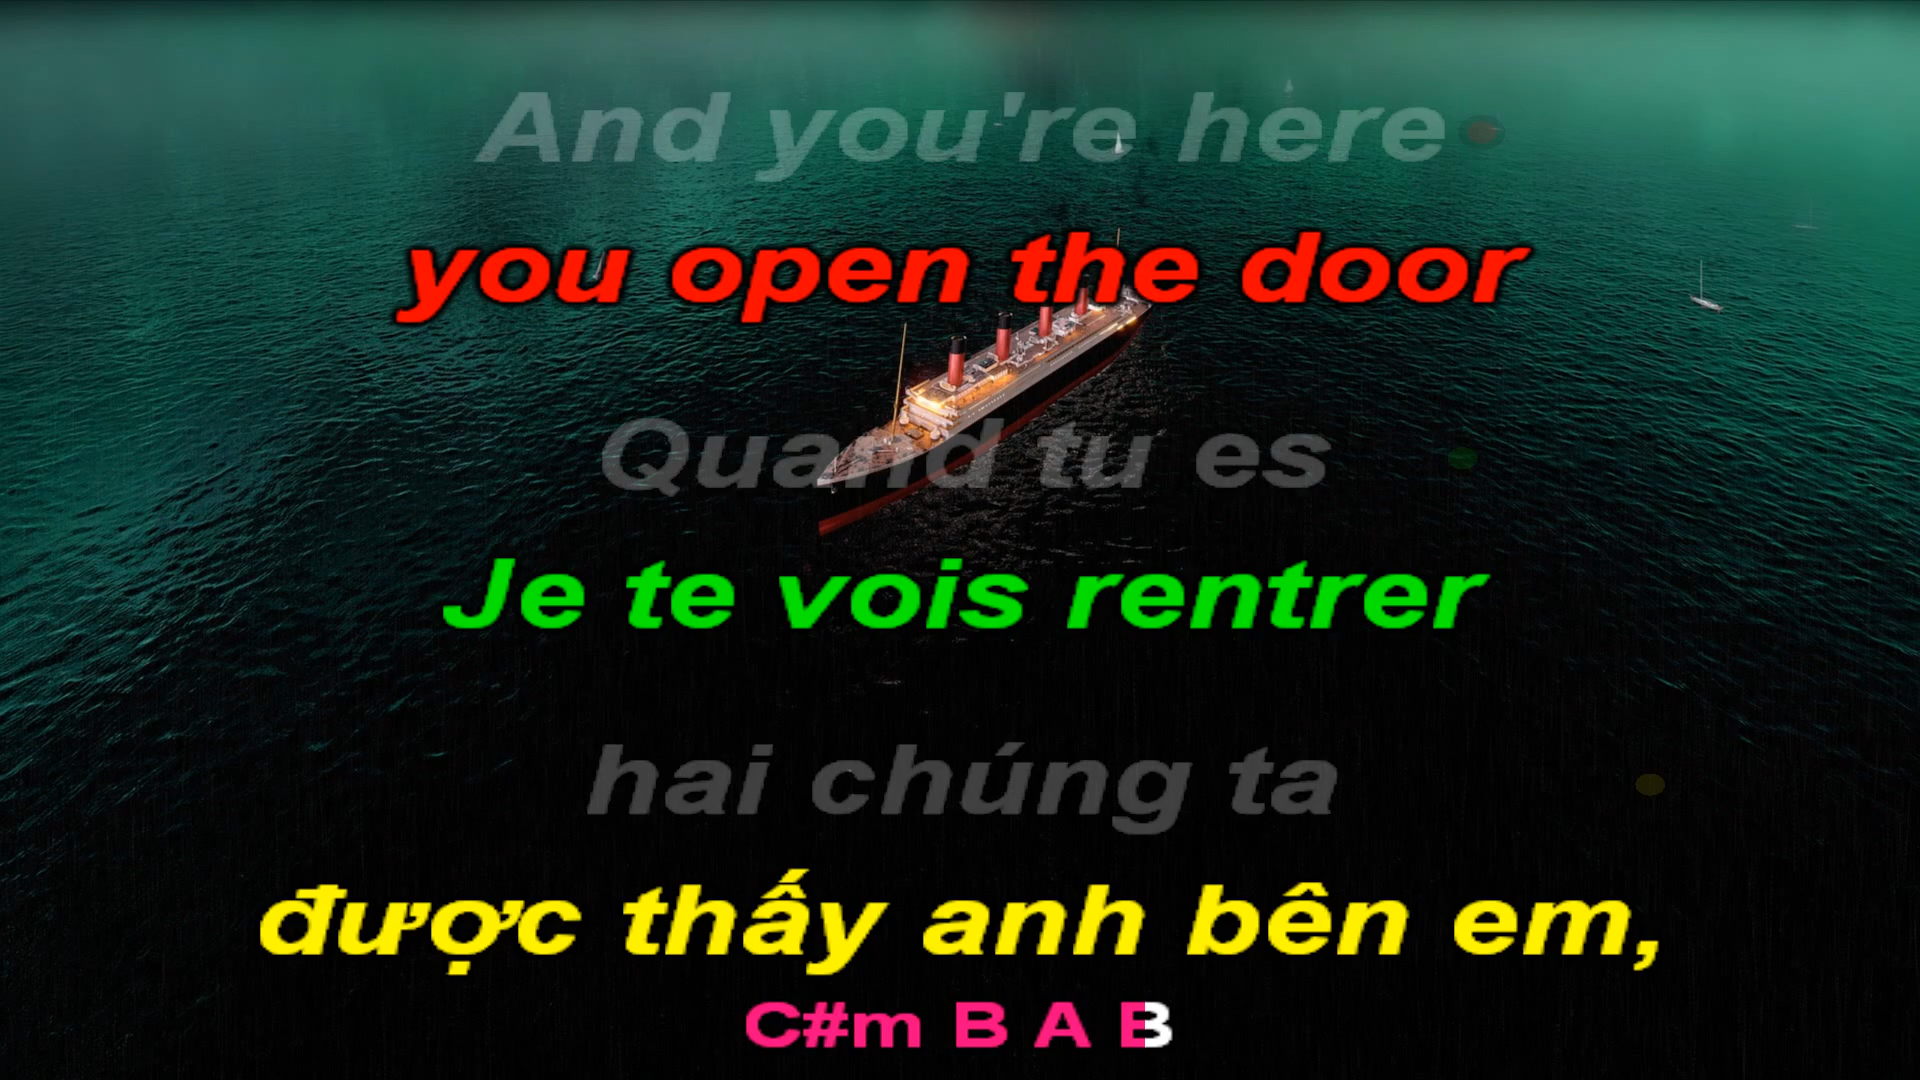 And you're here
you open the door
Quand tu es
Je te vois rentrer
hai chúng ta
được thấy anh bên em,
C#m B A B